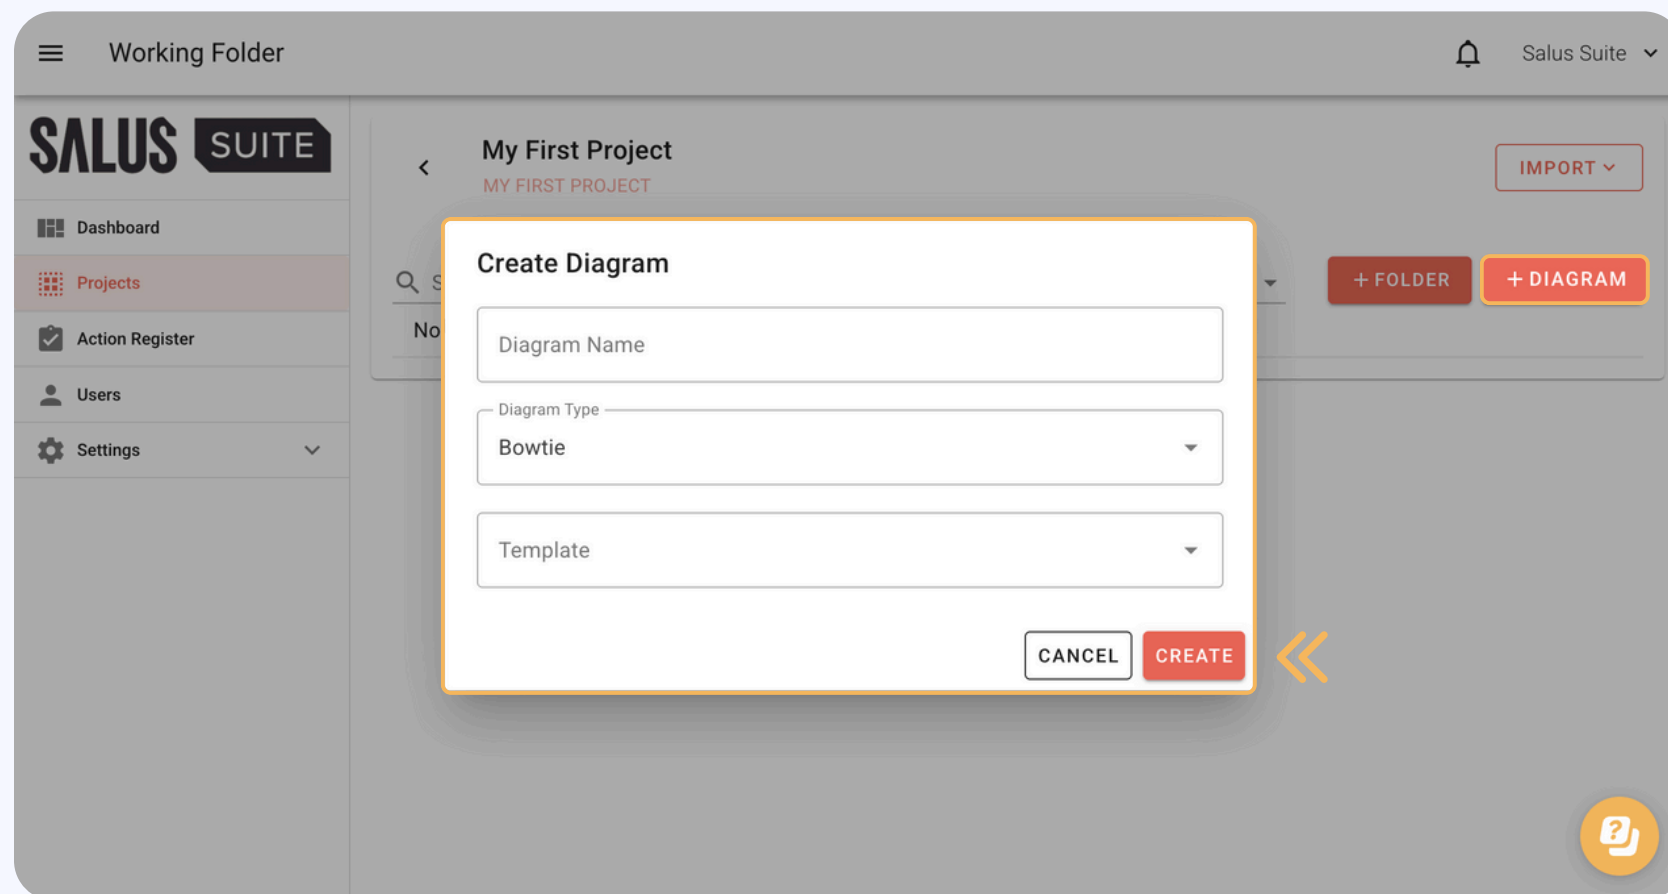 Working Folder
Salus Suite
SALUS SUITE
Dashboard
Projects
Action Register
Users
Settings
My First Project
MY FIRST PROJECT
IMPORT
+ FOLDER
+ DIAGRAM
S
No
Create Diagram
Diagram Name
Diagram Type
Bowtie
Template
CANCEL
CREATE
?